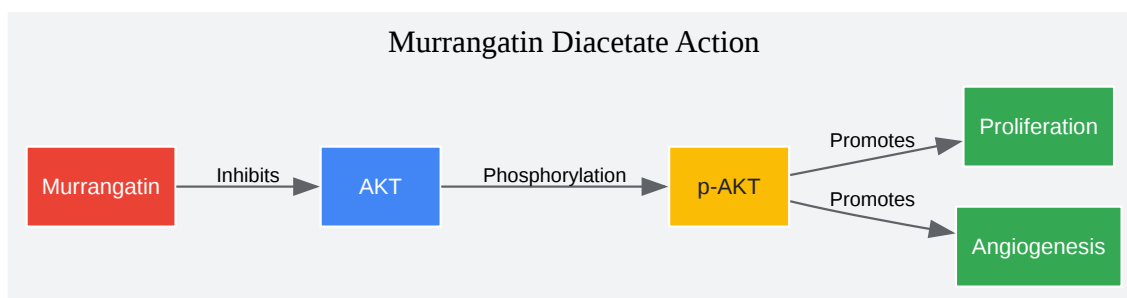 Murrangatin Diacetate Action
Murrangatin
Inhibits
AKT
Phosphorylation
p-AKT
Promotes
Proliferation
Promotes
Angiogenesis